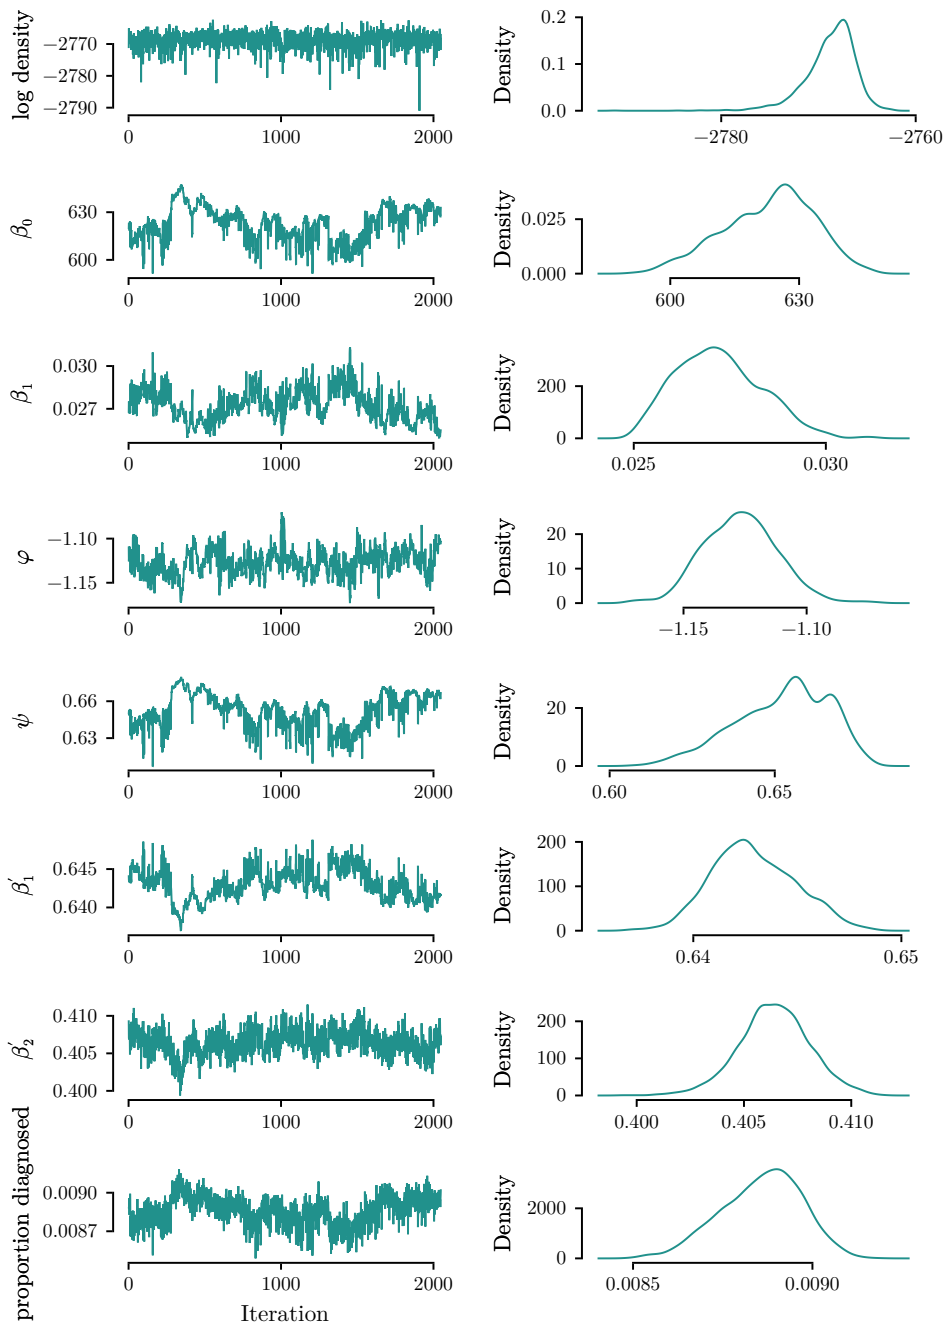 log density
−2770
−2780
−2790
0 1000 2000
Density
0.2
0.1
0.0
−2780 −2760
β₀
630
600
0 1000 2000
Density
0.025
0.000
600 630
β₁
0.030
0.027
0 1000 2000
Density
200
0
0.025 0.030
φ
−1.10
−1.15
0 1000 2000
Density
20
10
0
−1.15 −1.10
ψ
0.66
0.63
0 1000 2000
Density
20
0
0.60 0.65
β′₁
0.645
0.640
0 1000 2000
Density
200
100
0
0.64 0.65
β′₂
0.410
0.405
0.400
0 1000 2000
Density
200
100
0
0.400 0.405 0.410
proportion diagnosed
0.0090
0.0087
0 1000 2000
Iteration
Density
2000
0
0.0085 0.0090